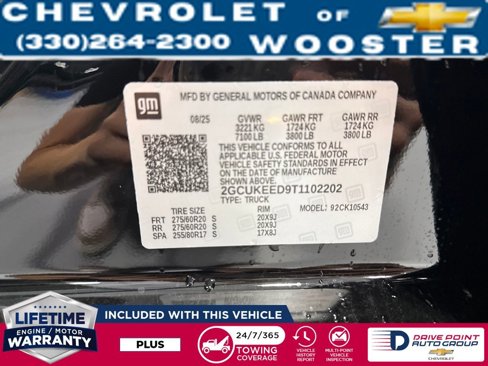 CHEVROLET OF
(330)264-2300 WOOSTER
gm
MFD BY GENERAL MOTORS OF CANADA COMPANY
08/25 GVWR GAWR FRT GAWR RR
3221 KG 1724 KG 1724 KG
7100 LB 3800 LB 3800 LB
THIS VEHICLE CONFORMS TO ALL
APPLICABLE U.S. FEDERAL MOTOR
VEHICLE SAFETY STANDARDS IN EFFECT
ON THE DATE OF MANUFACTURE
SHOWN ABOVE.
2GCUKEED9T1102202
TYPE: TRUCK
TIRE SIZE RIM MODEL: 92CK10543
FRT 275/60R20 S 20X9J
RR 275/60R20 S 20X9J
SPA 255/80R17 S 17X8J
LIFETIME
ENGINE / MOTOR
WARRANTY
INCLUDED WITH THIS VEHICLE
PLUS
24/7/365
TOWING
COVERAGE
VEHICLE
HISTORY
REPORT
MULTI-POINT
VEHICLE
INSPECTION
DRIVE POINT
AUTO GROUP
CHEVROLET